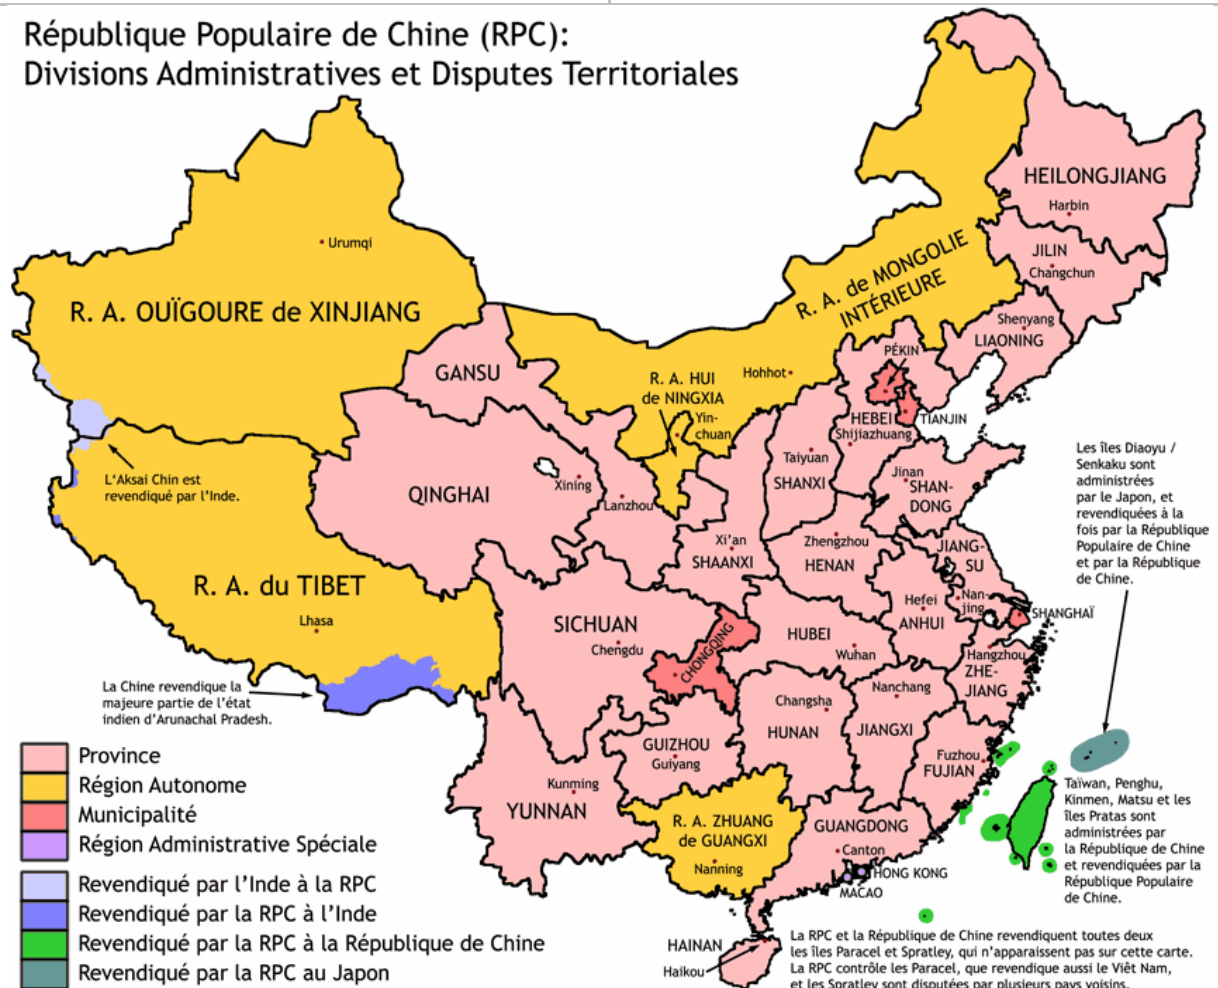 République Populaire de Chine (RPC):
Divisions Administratives et Disputes Territoriales
HEILONGJIANG
Harbin
JILIN
Changchun
Urumqi
R. A. de MONGOLIE
INTÉRIEURE
R. A. OUÏGOURE de XINJIANG
Shenyang
LIAONING
PÉKIN
GANSU
Hohhot
R. A. HUI
de NINGXIA
Yin-
chuan
HEBEI
TIANJIN
Shijiazhuang
Taiyuan
SHANXI
Jinan
SHAN-
DONG
L'Aksai Chin est
revendiqué par l'Inde.
QINGHAI
Xining
Lanzhou
Les îles Diaoyu /
Senkaku sont
administrées
par le Japon, et
revendiquées à la
fois par la République
Populaire de Chine
et par la République
de Chine.
Xi'an
SHAANXI
Zhengzhou
HENAN
JIANG-
SU
R. A. du TIBET
Lhasa
Hefei
ANHUI
Nan-
jing
SHANGHAÏ
SICHUAN
Chengdu
CHONGQING
HUBEI
Wuhan
Hangzhou
ZHE-
JIANG
La Chine revendique la
majeure partie de l'état
indien d'Arunachal Pradesh.
Changsha
HUNAN
Nanchang
JIANGXI
GUIZHOU
Guiyang
Fuzhou
FUJIAN
Kunming
YUNNAN
R. A. ZHUANG
de GUANGXI
Nanning
GUANGDONG
Canton
HONG KONG
MACAO
Taïwan, Penghu,
Kinmen, Matsu et les
îles Pratas sont
administrées par
la République de Chine
et revendiquées par la
République Populaire
de Chine.
HAINAN
Haikou
Province
Région Autonome
Municipalité
Région Administrative Spéciale
Revendiqué par l'Inde à la RPC
Revendiqué par la RPC à l'Inde
Revendiqué par la RPC à la République de Chine
Revendiqué par la RPC au Japon
La RPC et la République de Chine revendiquent toutes deux
les îles Paracel et Spratley, qui n'apparaissent pas sur cette carte.
La RPC contrôle les Paracel, que revendique aussi le Viêt Nam,
et les Spratley sont disputées par plusieurs pays voisins.